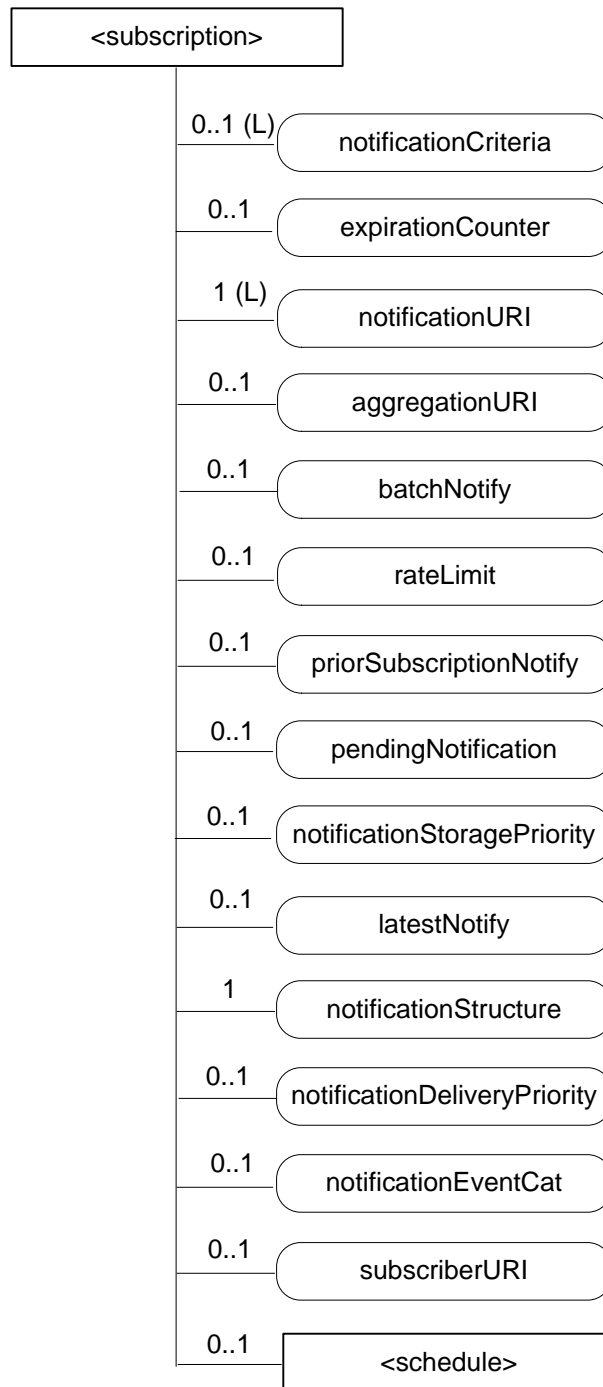 <subscription>
0..1 (L)
notificationCriteria
0..1
expirationCounter
1 (L)
notificationURI
0..1
aggregationURI
0..1
batchNotify
0..1
rateLimit
0..1
priorSubscriptionNotify
0..1
pendingNotification
0..1
notificationStoragePriority
0..1
latestNotify
1
notificationStructure
0..1
notificationDeliveryPriority
0..1
notificationEventCat
0..1
subscriberURI
0..1
<schedule>